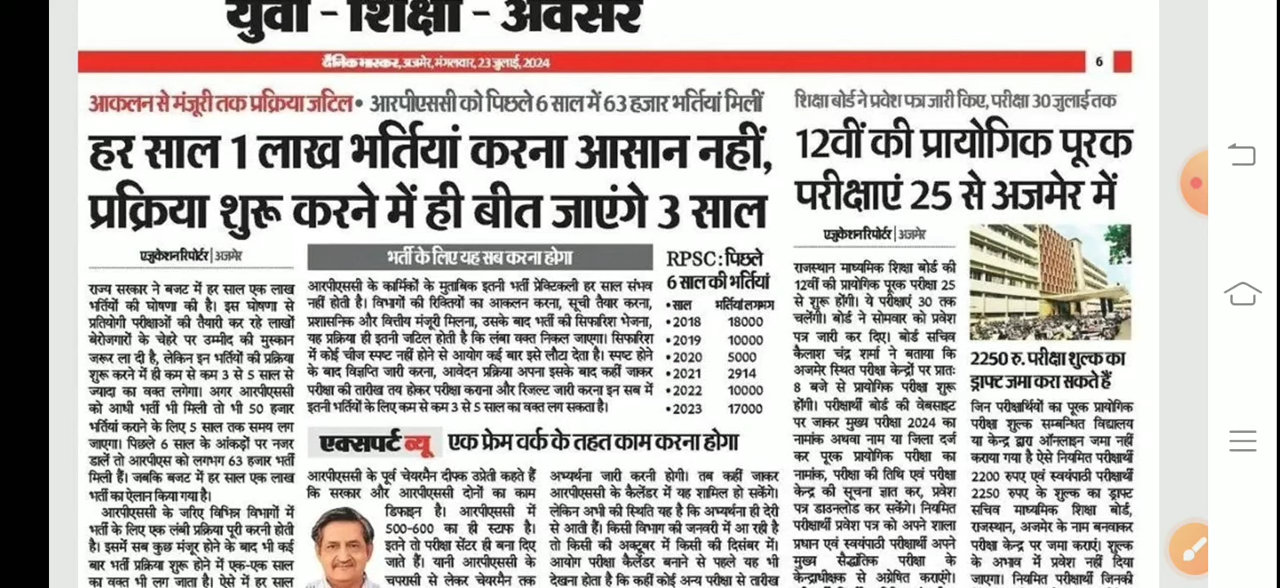 युवा - शिक्षा - अवसर
दैनिक भास्कर, अजमेर, मंगलवार, 23 जुलाई, 2024
6
आकलन से मंजूरी तक प्रक्रिया जटिल • आरपीएससी को पिछले 6 साल में 63 हजार भर्तियां मिलीं
हर साल 1 लाख भर्तियां करना आसान नहीं,
प्रक्रिया शुरू करने में ही बीत जाएंगे 3 साल
एजुकेशन रिपोर्टर | अजमेर
राज्य सरकार ने बजट में हर साल एक लाख
भर्तियों की घोषणा की है। इस घोषणा से
प्रतियोगी परीक्षाओं की तैयारी कर रहे लाखों
बेरोजगारों के चेहरे पर उम्मीद की मुस्कान
जरूर ला दी है, लेकिन इन भर्तियों की प्रक्रिया
शुरू करने में ही कम से कम 3 से 5 साल से
ज्यादा का वक्त लगेगा। अगर आरपीएससी
को आधी भर्ती भी मिली तो भी 50 हजार
भर्तियां कराने के लिए 5 साल तक समय लग
जाएगा। पिछले 6 साल के आंकड़ों पर नजर
डालें तो आरपीएस को लगभग 63 हजार भर्ती
मिली हैं। जबकि बजट में हर साल एक लाख
भर्ती का ऐलान किया गया है।
आरपीएससी के जरिए विभिन्न विभागों में
भर्ती के लिए एक लंबी प्रक्रिया पूरी करनी होती
है। इसमें सब कुछ मंजूर होने के बाद भी कई
बार भर्ती प्रक्रिया शुरू होने में एक-एक साल
का वक्त भी लग जाता है। ऐसे में हर साल
भर्ती के लिए यह सब करना होगा
आरपीएससी के कार्मिकों के मुताबिक इतनी भर्ती प्रेक्टिकली हर साल संभव
नहीं होती है। विभागों की रिक्तियों का आकलन करना, सूची तैयार करना,
प्रशासनिक और वित्तीय मंजूरी मिलना, उसके बाद भर्ती की सिफारिश भेजना,
यह प्रक्रिया ही इतनी जटिल होती है कि लंबा वक्त निकल जाएगा। सिफारिश
में कोई चीज स्पष्ट नहीं होने से आयोग कई बार इसे लौटा देता है। स्पष्ट होने
के बाद विज्ञप्ति जारी करना, आवेदन प्रक्रिया अपना इसके बाद कहीं जाकर
परीक्षा की तारीख तय होकर परीक्षा कराना और रिजल्ट जारी करना इन सब में
इतनी भर्तियों के लिए कम से कम 3 से 5 साल का वक्त लग सकता है।
RPSC : पिछले
6 साल की भर्तियां
• साल भर्तियां लगभग
• 2018 18000
• 2019 10000
• 2020 5000
• 2021 2914
• 2022 10000
• 2023 17000
एक्सपर्ट व्यू एक फ्रेम वर्क के तहत काम करना होगा
आरपीएससी के पूर्व चेयरमैन दीपक उप्रेती कहते हैं
कि सरकार और आरपीएससी दोनों का काम
डिफाइन है। आरपीएससी में
500-600 का ही स्टाफ है।
इतने तो परीक्षा सेंटर ही बना दिए
जाते हैं। यानी आरपीएससी के
चपरासी से लेकर चेयरमैन तक
अभ्यर्थना जारी करनी होगी। तब कहीं जाकर
आरपीएससी के कैलेंडर में यह शामिल हो सकेंगे।
लेकिन अभी की स्थिति यह है कि अभ्यर्थना ही देरी
से आती हैं। किसी विभाग की जनवरी में आ रही है
तो किसी की अक्टूबर में किसी की दिसंबर में।
आयोग परीक्षा कैलेंडर बनाने से पहले यह भी
देखना होता है कि कहीं कोई अन्य परीक्षा से तारीख
शिक्षा बोर्ड ने प्रवेश पत्र जारी किए, परीक्षा 30 जुलाई तक
12वीं की प्रायोगिक पूरक
परीक्षाएं 25 से अजमेर में
एजुकेशन रिपोर्टर | अजमेर
राजस्थान माध्यमिक शिक्षा बोर्ड की
12वीं की प्रायोगिक पूरक परीक्षा 25
से शुरू होंगी। ये परीक्षाएं 30 तक
चलेंगी। बोर्ड ने सोमवार को प्रवेश
पत्र जारी कर दिए। बोर्ड सचिव
कैलाश चंद्र शर्मा ने बताया कि
अजमेर स्थित परीक्षा केन्द्रों पर प्रातः
8 बजे से प्रायोगिक परीक्षा शुरू
होंगी। परीक्षार्थी बोर्ड की वेबसाइट
पर जाकर मुख्य परीक्षा 2024 का
नामांक अथवा नाम या जिला दर्ज
कर पूरक प्रायोगिक परीक्षा का
नामांक, परीक्षा की तिथि एवं परीक्षा
केन्द्र की सूचना ज्ञात कर, प्रवेश
पत्र डाउनलोड कर सकेंगे। नियमित
परीक्षार्थी प्रवेश पत्र को अपने शाला
प्रधान एवं स्वयंपाठी परीक्षार्थी अपने
मुख्य सैद्धांतिक परीक्षा के
केन्द्राधीक्षक से अग्रेषित कराएंगे।
2250 रु. परीक्षा शुल्क का
ड्राफ्ट जमा करा सकते हैं
जिन परीक्षार्थियों का पूरक प्रायोगिक
परीक्षा शुल्क सम्बन्धित विद्यालय
या केन्द्र द्वारा ऑनलाइन जमा नहीं
कराया गया है ऐसे नियमित परीक्षार्थी
2200 रुपए एवं स्वयंपाठी परीक्षार्थी
2250 रुपए के शुल्क का ड्राफ्ट
सचिव माध्यमिक शिक्षा बोर्ड,
राजस्थान, अजमेर के नाम बनवाकर
परीक्षा केन्द्र पर जमा कराएं। शुल्क
के अभाव में प्रवेश नहीं दिया
जाएगा। नियमित परीक्षार्थी जिनके